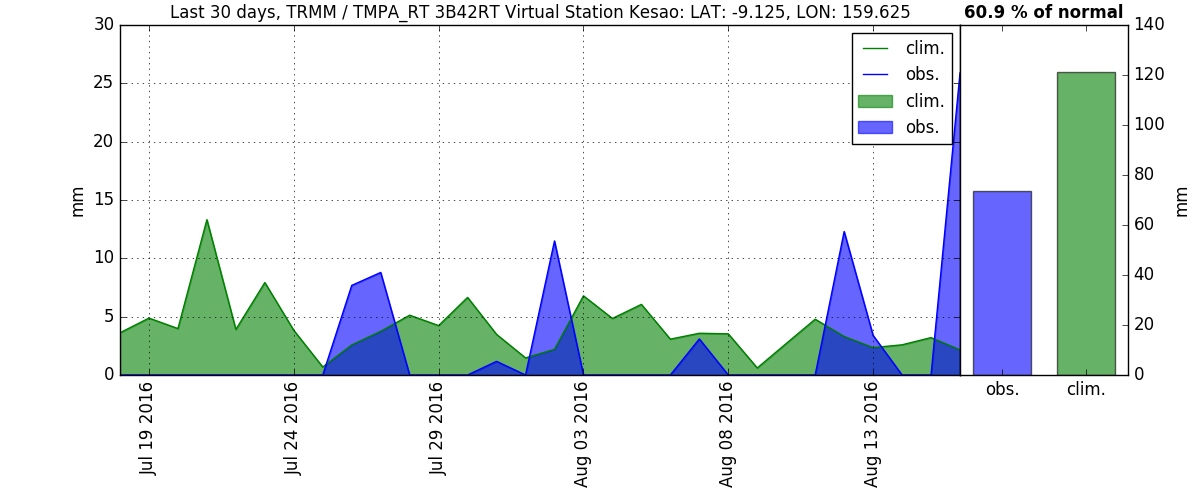 Last 30 days, TRMM / TMPA_RT 3B42RT Virtual Station Kesao: LAT: -9.125, LON: 159.625
60.9 % of normal
30
25
20
15
10
5
0
mm
clim.
obs.
clim.
obs.
140
120
100
80
60
40
20
0
mm
obs.
clim.
Jul 19 2016
Jul 24 2016
Jul 29 2016
Aug 03 2016
Aug 08 2016
Aug 13 2016